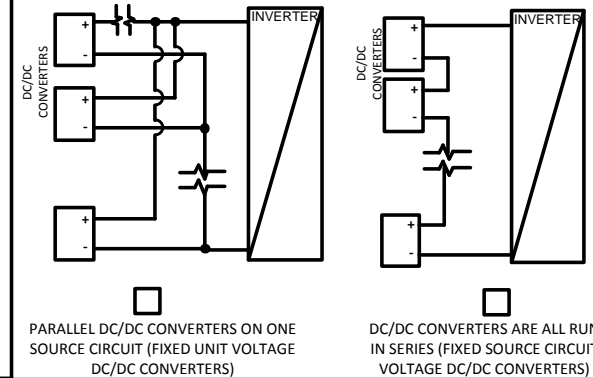 INVERTER
+
-
DC/DC
CONVERTERS
+
-
+
-
PARALLEL DC/DC CONVERTERS ON ONE
SOURCE CIRCUIT (FIXED UNIT VOLTAGE
DC/DC CONVERTERS)
INVERTER
+
-
DC/DC
CONVERTERS
+
-
+
-
DC/DC CONVERTERS ARE ALL RUN
IN SERIES (FIXED SOURCE CIRCUIT
VOLTAGE DC/DC CONVERTERS)